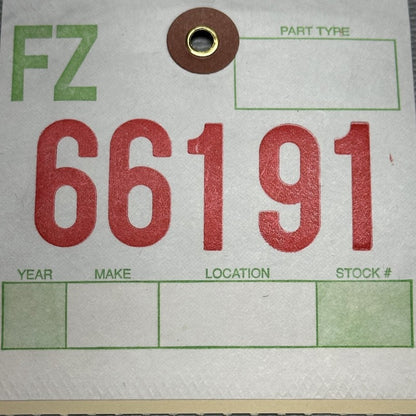 FZ
PART TYPE
66191
YEAR MAKE LOCATION STOCK #